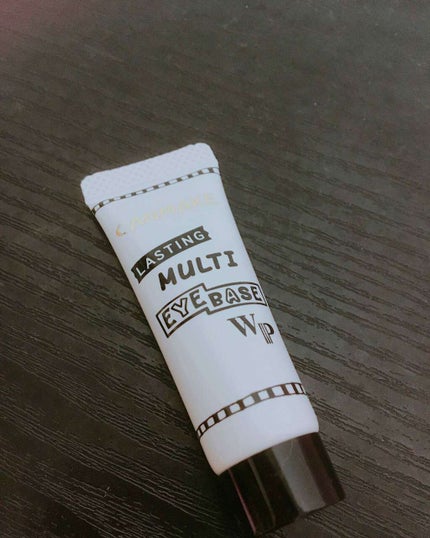 LASTING
MULTI
EYE BASE
WP